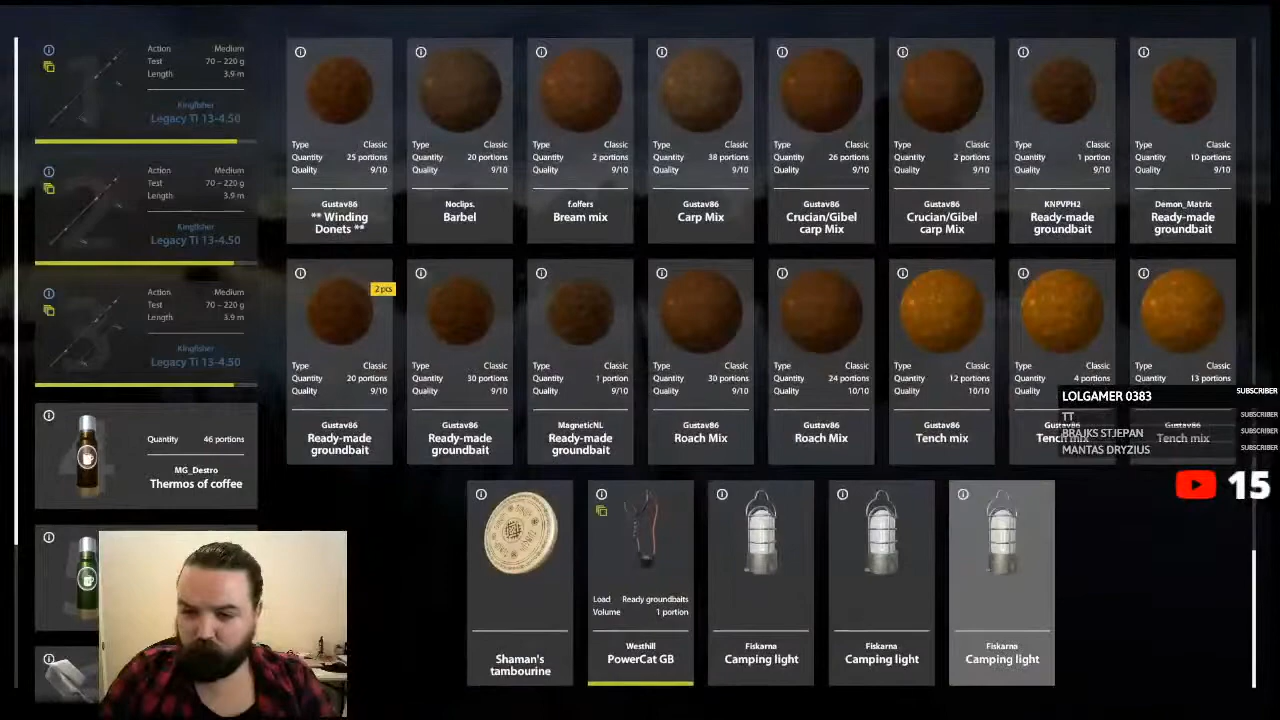 Action Medium
Test 70 – 220 g
Length 3.9 m
Kingfisher
Legacy Ti 13-4.50
Action Medium
Test 70 – 220 g
Length 3.9 m
Kingfisher
Legacy Ti 13-4.50
Action Medium
Test 70 – 220 g
Length 3.9 m
Kingfisher
Legacy Ti 13-4.50
Quantity 46 portions
MG_Destro
Thermos of coffee
Type Classic
Quantity 25 portions
Quality 9/10
Gustav86
** Winding
Donets **
Type Classic
Quantity 20 portions
Quality 9/10
Noclips.
Barbel
Type Classic
Quantity 2 portions
Quality 9/10
f.olfers
Bream mix
Type Classic
Quantity 38 portions
Quality 9/10
Gustav86
Carp Mix
Type Classic
Quantity 26 portions
Quality 9/10
Gustav86
Crucian/Gibel
carp Mix
Type Classic
Quantity 2 portions
Quality 9/10
Gustav86
Crucian/Gibel
carp Mix
Type Classic
Quantity 1 portion
Quality 9/10
KNPVPH2
Ready-made
groundbait
Type Classic
Quantity 10 portions
Quality 9/10
Demon_Matrix
Ready-made
groundbait
2 pcs
Type Classic
Quantity 20 portions
Quality 9/10
Gustav86
Ready-made
groundbait
Type Classic
Quantity 30 portions
Quality 9/10
Gustav86
Ready-made
groundbait
Type Classic
Quantity 1 portion
Quality 9/10
MagneticNL
Ready-made
groundbait
Type Classic
Quantity 30 portions
Quality 9/10
Gustav86
Roach Mix
Type Classic
Quantity 24 portions
Quality 10/10
Gustav86
Roach Mix
Type Classic
Quantity 12 portions
Quality 10/10
Gustav86
Tench mix
Type Classic
Quantity 4 portions
Gustav86
Tench mix
Type Classic
Quantity 13 portions
Gustav86
Tench mix
LOLGAMER 0383 SUBSCRIBER
TT SUBSCRIBER
BRAJKS STJEPAN SUBSCRIBER
MANTAS DRYZIUS SUBSCRIBER
15
Shaman's
tambourine
Load Ready groundbaits
Volume 1 portion
Westhill
PowerCat GB
Fiskarna
Camping light
Fiskarna
Camping light
Fiskarna
Camping light